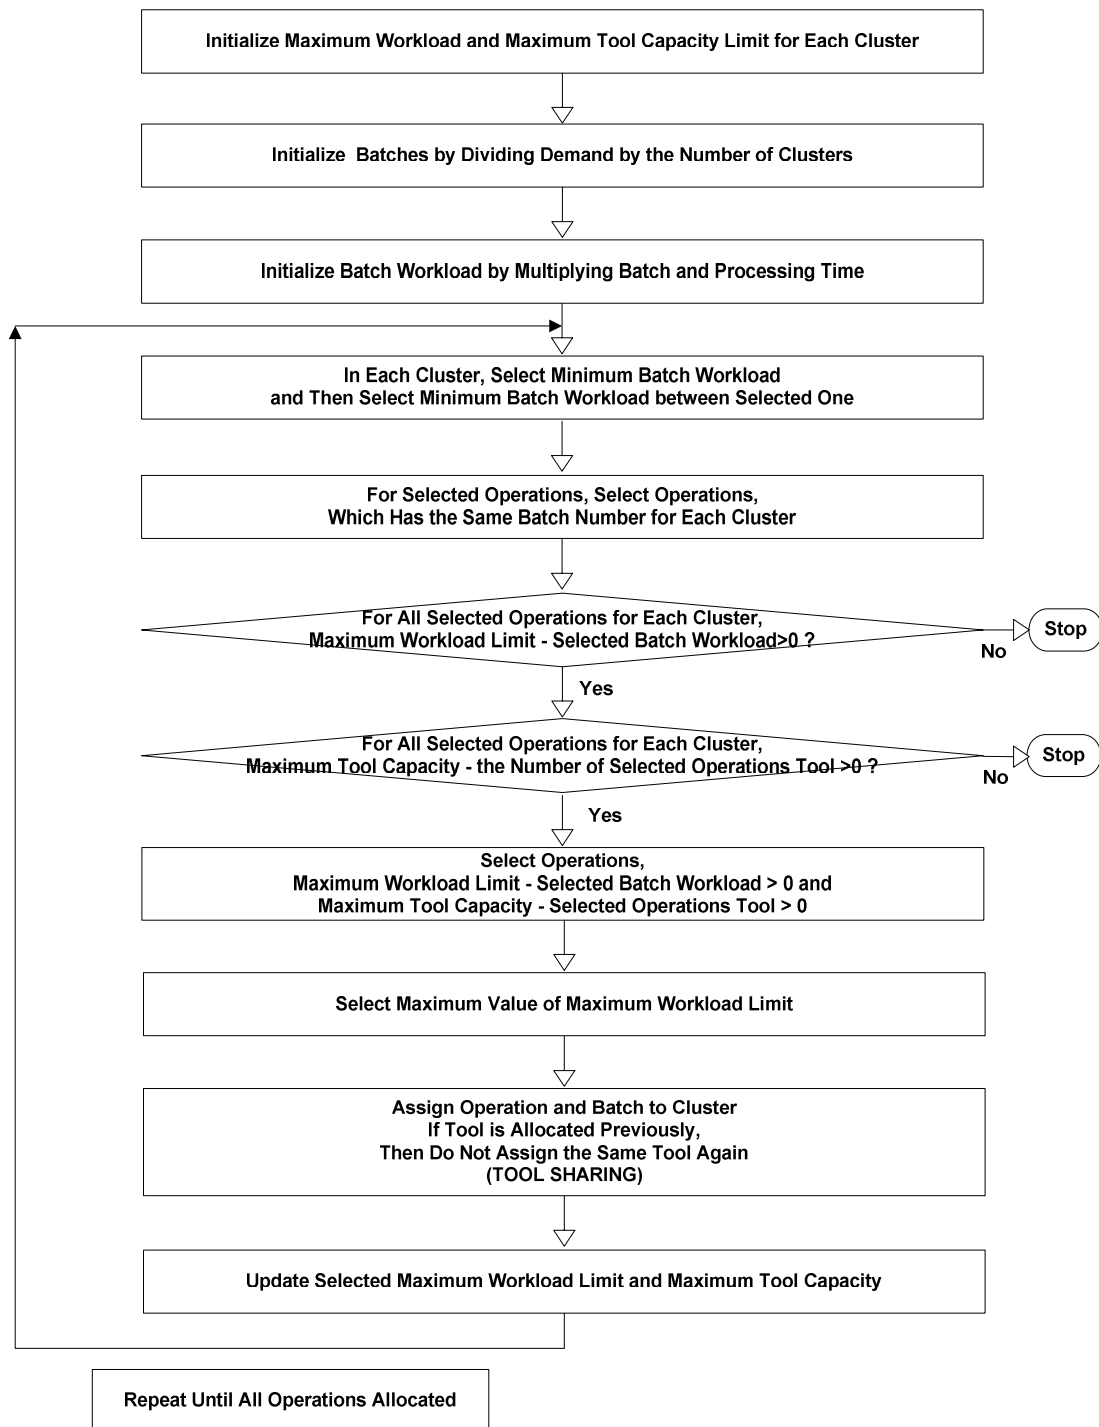 Initialize Maximum Workload and Maximum Tool Capacity Limit for Each Cluster
Initialize Batches by Dividing Demand by the Number of Clusters
Initialize Batch Workload by Multiplying Batch and Processing Time
In Each Cluster, Select Minimum Batch Workload
and Then Select Minimum Batch Workload between Selected One
For Selected Operations, Select Operations,
Which Has the Same Batch Number for Each Cluster
For All Selected Operations for Each Cluster,
Maximum Workload Limit - Selected Batch Workload>0 ?
Stop
No
Yes
For All Selected Operations for Each Cluster,
Maximum Tool Capacity - the Number of Selected Operations Tool >0 ?
Stop
No
Yes
Select Operations,
Maximum Workload Limit - Selected Batch Workload > 0 and
Maximum Tool Capacity - Selected Operations Tool > 0
Select Maximum Value of Maximum Workload Limit
Assign Operation and Batch to Cluster
If Tool is Allocated Previously,
Then Do Not Assign the Same Tool Again
(TOOL SHARING)
Update Selected Maximum Workload Limit and Maximum Tool Capacity
Repeat Until All Operations Allocated